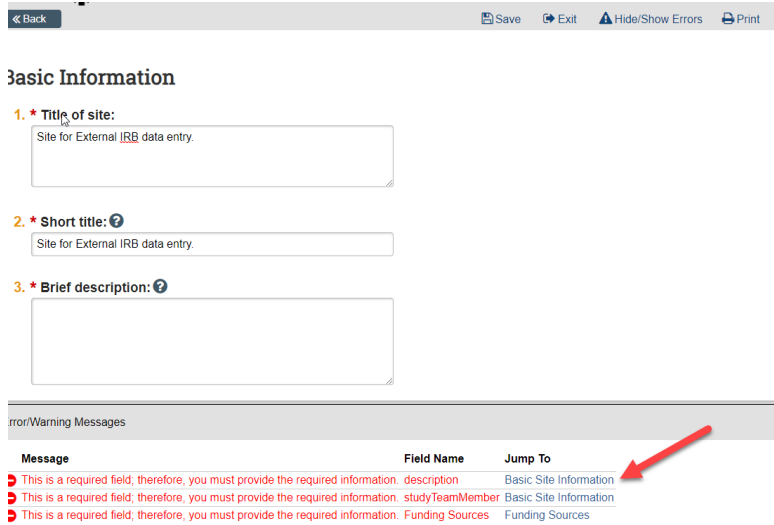 Back Save Exit Hide/Show Errors Print
Basic Information
1. * Title of site:
Site for External IRB data entry.
2. * Short title:
Site for External IRB data entry.
3. * Brief description:
Error/Warning Messages
Message Field Name Jump To
This is a required field; therefore, you must provide the required information. description Basic Site Information
This is a required field; therefore, you must provide the required information. studyTeamMember Basic Site Information
This is a required field; therefore, you must provide the required information. Funding Sources Funding Sources